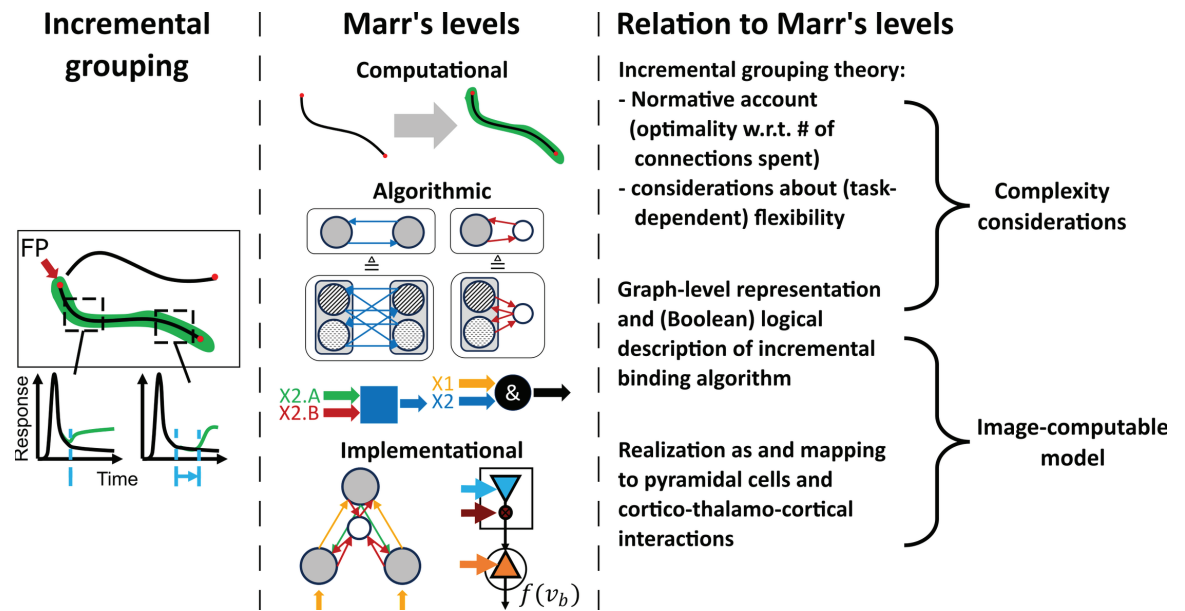 Incremental
grouping
FP
Response
Time
Marr's levels
Computational
Algorithmic
≙
≙
X2.A
X2.B
X1
X2
&
Implementational
f(v_b)
Relation to Marr's levels
Incremental grouping theory:
- Normative account
(optimality w.r.t. # of
connections spent)
- considerations about (task-
dependent) flexibility
Graph-level representation
and (Boolean) logical
description of incremental
binding algorithm
Realization as and mapping
to pyramidal cells and
cortico-thalamo-cortical
interactions
Complexity
considerations
Image-computable
model